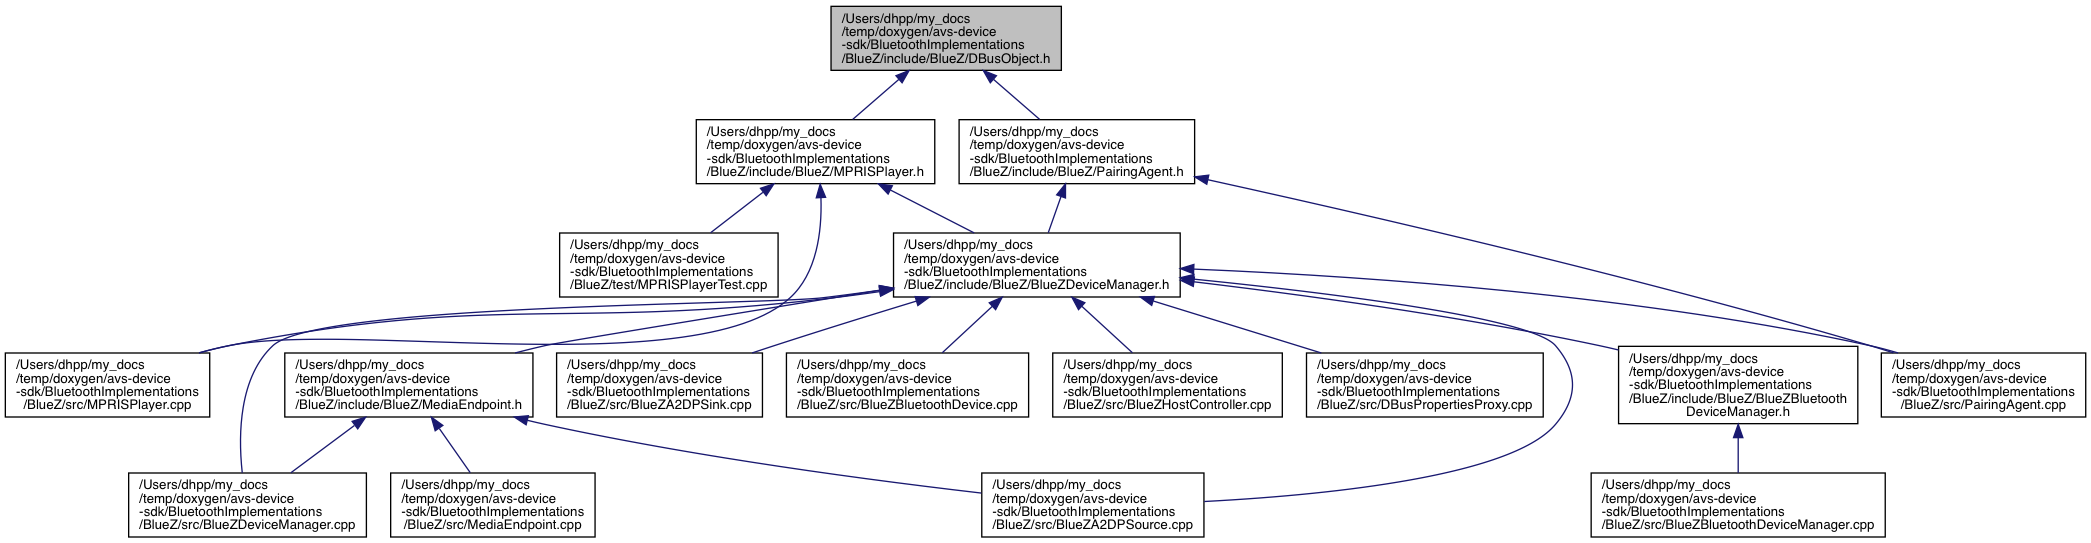 /Users/dhpp/my_docs
/temp/doxygen/avs-device
-sdk/BluetoothImplementations
/BlueZ/include/BlueZ/DBusObject.h
/Users/dhpp/my_docs
/temp/doxygen/avs-device
-sdk/BluetoothImplementations
/BlueZ/include/BlueZ/MPRISPlayer.h
/Users/dhpp/my_docs
/temp/doxygen/avs-device
-sdk/BluetoothImplementations
/BlueZ/include/BlueZ/PairingAgent.h
/Users/dhpp/my_docs
/temp/doxygen/avs-device
-sdk/BluetoothImplementations
/BlueZ/test/MPRISPlayerTest.cpp
/Users/dhpp/my_docs
/temp/doxygen/avs-device
-sdk/BluetoothImplementations
/BlueZ/include/BlueZ/BlueZDeviceManager.h
/Users/dhpp/my_docs
/temp/doxygen/avs-device
-sdk/BluetoothImplementations
/BlueZ/src/MPRISPlayer.cpp
/Users/dhpp/my_docs
/temp/doxygen/avs-device
-sdk/BluetoothImplementations
/BlueZ/include/BlueZ/MediaEndpoint.h
/Users/dhpp/my_docs
/temp/doxygen/avs-device
-sdk/BluetoothImplementations
/BlueZ/src/BlueZA2DPSink.cpp
/Users/dhpp/my_docs
/temp/doxygen/avs-device
-sdk/BluetoothImplementations
/BlueZ/src/BlueZBluetoothDevice.cpp
/Users/dhpp/my_docs
/temp/doxygen/avs-device
-sdk/BluetoothImplementations
/BlueZ/src/BlueZHostController.cpp
/Users/dhpp/my_docs
/temp/doxygen/avs-device
-sdk/BluetoothImplementations
/BlueZ/src/DBusPropertiesProxy.cpp
/Users/dhpp/my_docs
/temp/doxygen/avs-device
-sdk/BluetoothImplementations
/BlueZ/include/BlueZ/BlueZBluetooth
DeviceManager.h
/Users/dhpp/my_docs
/temp/doxygen/avs-device
-sdk/BluetoothImplementations
/BlueZ/src/PairingAgent.cpp
/Users/dhpp/my_docs
/temp/doxygen/avs-device
-sdk/BluetoothImplementations
/BlueZ/src/BlueZDeviceManager.cpp
/Users/dhpp/my_docs
/temp/doxygen/avs-device
-sdk/BluetoothImplementations
/BlueZ/src/MediaEndpoint.cpp
/Users/dhpp/my_docs
/temp/doxygen/avs-device
-sdk/BluetoothImplementations
/BlueZ/src/BlueZA2DPSource.cpp
/Users/dhpp/my_docs
/temp/doxygen/avs-device
-sdk/BluetoothImplementations
/BlueZ/src/BlueZBluetoothDeviceManager.cpp